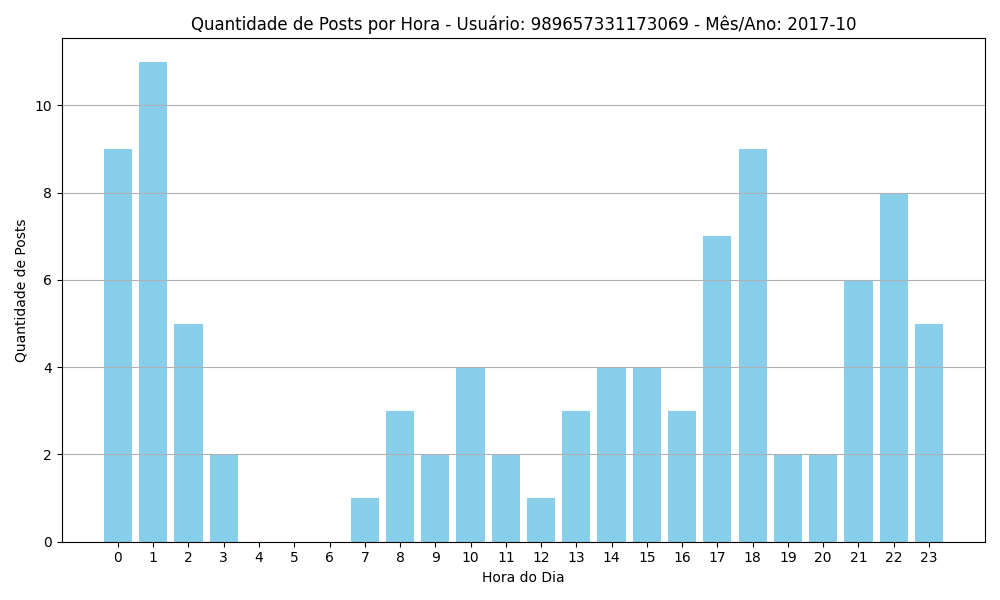 Quantidade de Posts por Hora - Usuário: 989657331173069 - Mês/Ano: 2017-10
Quantidade de Posts
10
8
6
4
2
0
0 1 2 3 4 5 6 7 8 9 10 11 12 13 14 15 16 17 18 19 20 21 22 23
Hora do Dia